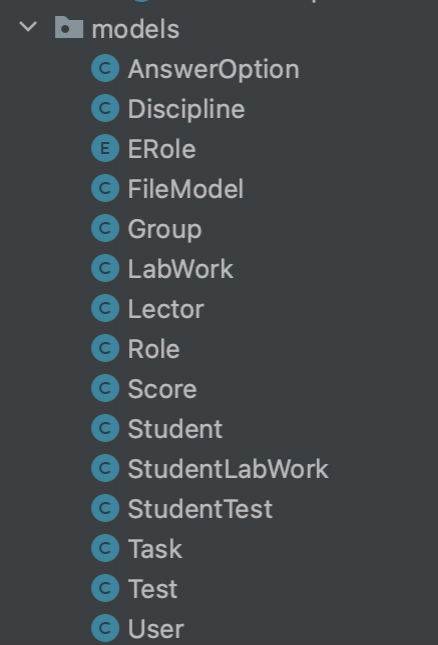 models
C AnswerOption
C Discipline
E ERole
C FileModel
C Group
C LabWork
C Lector
C Role
C Score
C Student
C StudentLabWork
C StudentTest
C Task
C Test
C User